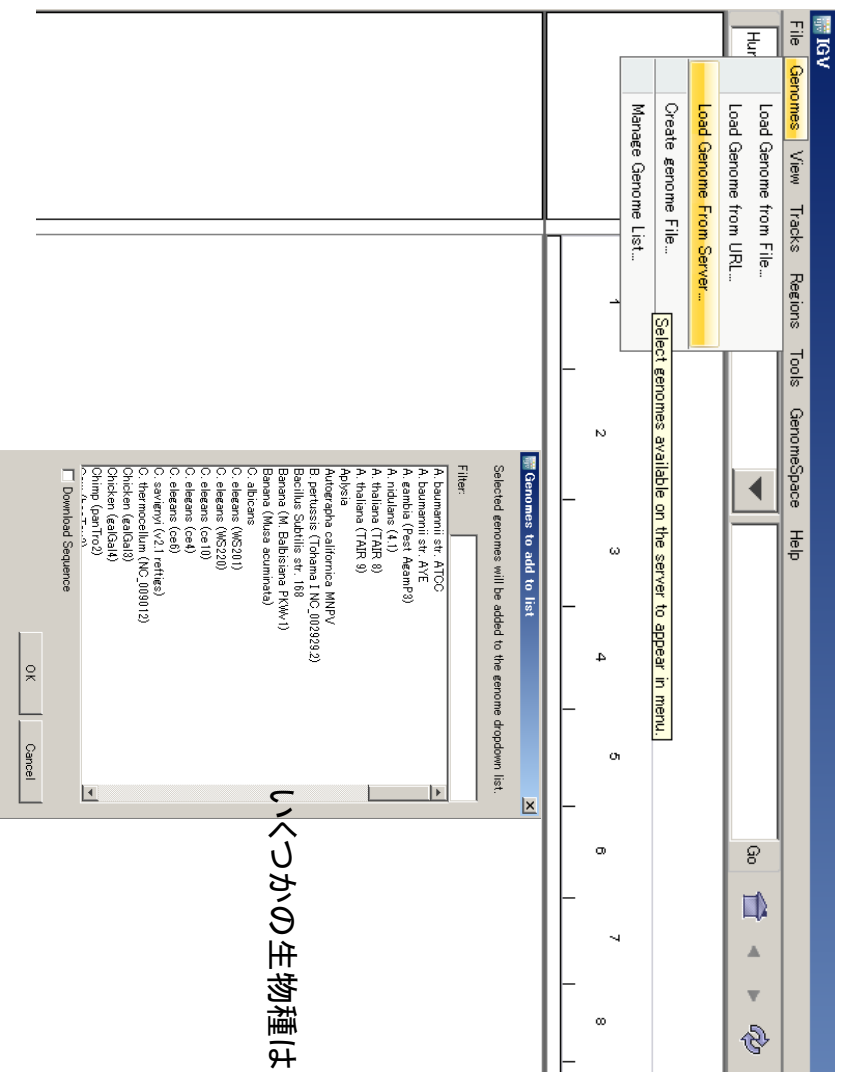 IGV
File Genomes View Tracks Regions Tools GenomeSpace Help
Hur
Go
Load Genome from File...
Load Genome from URL...
Load Genome From Server...
Create genome File...
Manage Genome List...
Select genomes available on the server to appear in menu.
1 2 3 4 5 6 7 8
Genomes to add to list
Selected genomes will be added to the genome dropdown list.
Filter:
A. baumannii str. ATCC
A. baumannii str. AYE
A. gambia (Pest AgamP3)
A. nidulans (4.1)
A. thaliana (TAIR 8)
A. thaliana (TAIR 9)
Aplysia
Autographa californica MNPV
B. pertussis (Tohama I NC_002929.2)
Bacillus Subtilis str. 168
Banana (M. Balbisiana PKWv1)
Banana (Musa acuminata)
C. albicans
C. elegans (WS201)
C. elegans (WS220)
C. elegans (ce10)
C. elegans (ce4)
C. elegans (ce6)
C. savignyi (v2.1 reftigs)
C. thermocellum (NC_009012)
Chicken (galGal3)
Chicken (galGal4)
Chimp (panTro2)
Download Sequence
OK Cancel
いくつかの生物種は